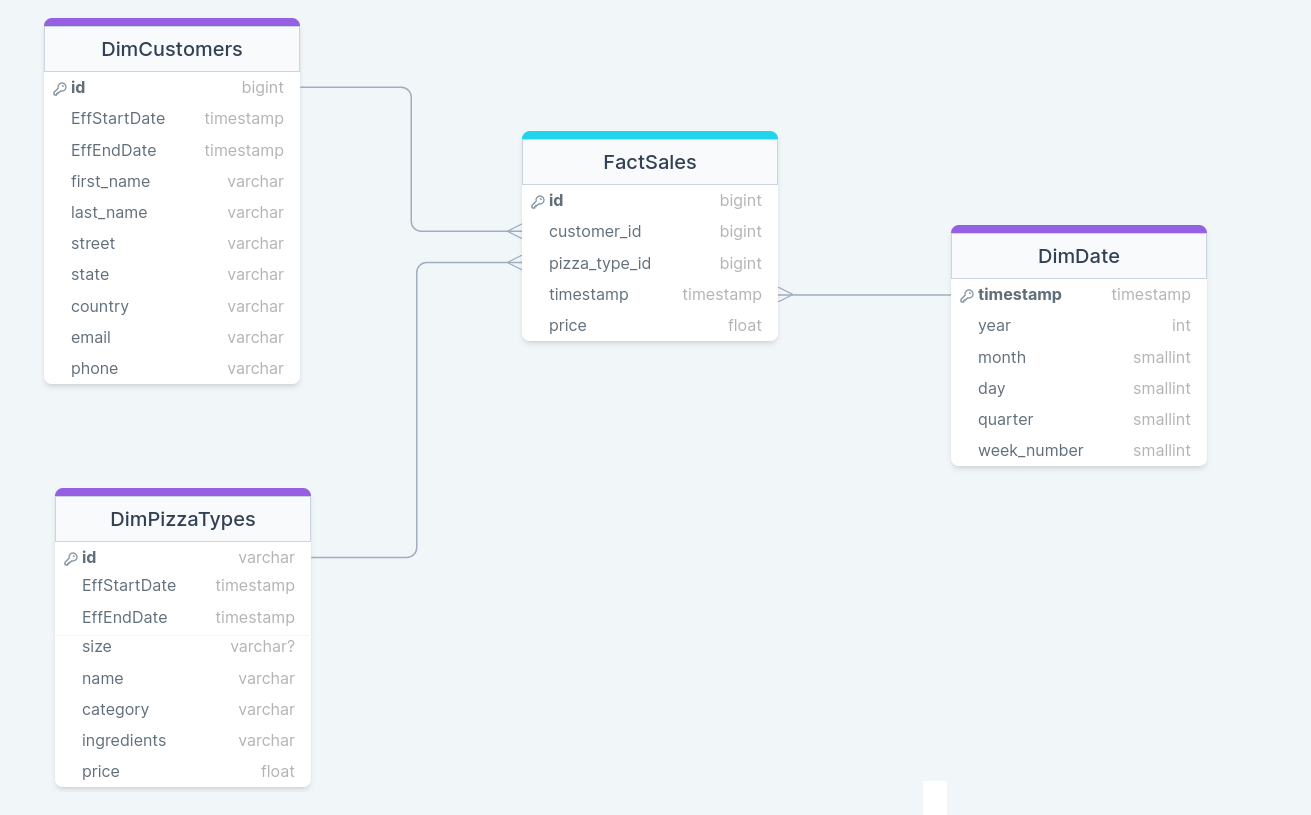 DimCustomers
id bigint
EffStartDate timestamp
EffEndDate timestamp
first_name varchar
last_name varchar
street varchar
state varchar
country varchar
email varchar
phone varchar
FactSales
id bigint
customer_id bigint
pizza_type_id bigint
timestamp timestamp
price float
DimDate
timestamp timestamp
year int
month smallint
day smallint
quarter smallint
week_number smallint
DimPizzaTypes
id varchar
EffStartDate timestamp
EffEndDate timestamp
size varchar?
name varchar
category varchar
ingredients varchar
price float